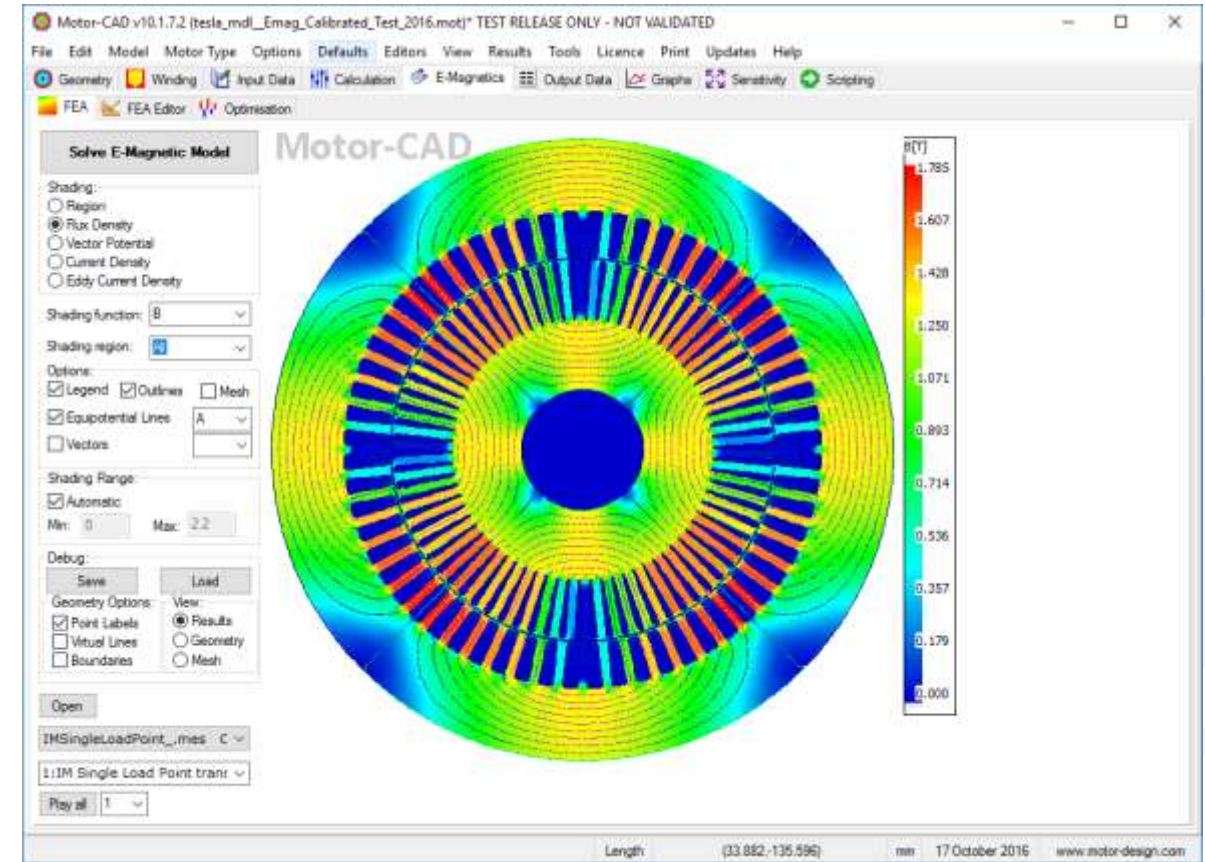 Motor-CAD v10.1.7.2 (tesla_mdl__Emag_Calibrated_Test_2016.mot)* TEST RELEASE ONLY - NOT VALIDATED
File Edit Model Motor Type Options Defaults Editors View Results Tools Licence Print Updates Help
Geometry Winding Input Data Calculation E-Magnetics Output Data Graphs Sensitivity Scripting
FEA FEA Editor Optimisation
Solve E-Magnetic Model
Motor-CAD
Shading:
Region
Flux Density
Vector Potential
Current Density
Eddy Current Density
Shading function: B
Shading region:
Options:
Legend Outlines Mesh
Equipotential Lines A
Vectors
Shading Range:
Automatic
Min: 0 Max: 2.2
Debug:
Save Load
Geometry Options: View:
Point Labels Results
Virtual Lines Geometry
Boundaries Mesh
Open
IMSingleLoadPoint_.mes C
1:IM Single Load Point trans
Play all 1
B[T]
1.785
1.607
1.428
1.250
1.071
0.893
0.714
0.536
0.357
0.179
0.000
Length (33.882,-135.596) mm 17 October 2016 www.motor-design.com